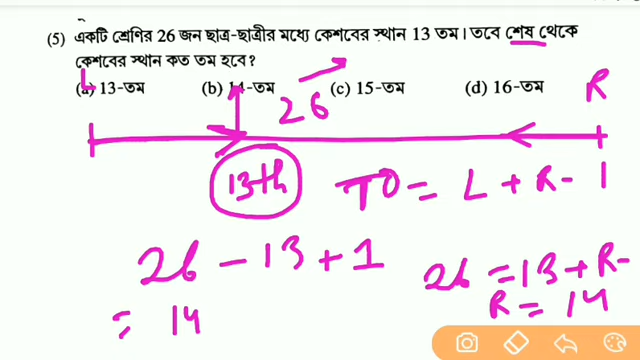 (5) একটি শ্রেণির 26 জন ছাত্র-ছাত্রীর মধ্যে কেশবের স্থান 13 তম। তবে শেষ থেকে
কেশবের স্থান কত তম হবে?
(a) 13-তম (b) 14-তম (c) 15-তম (d) 16-তম
L 26 R
13th TO = L + R - 1
26 - 13 + 1 26 = 13 + R -
= 14 R = 14